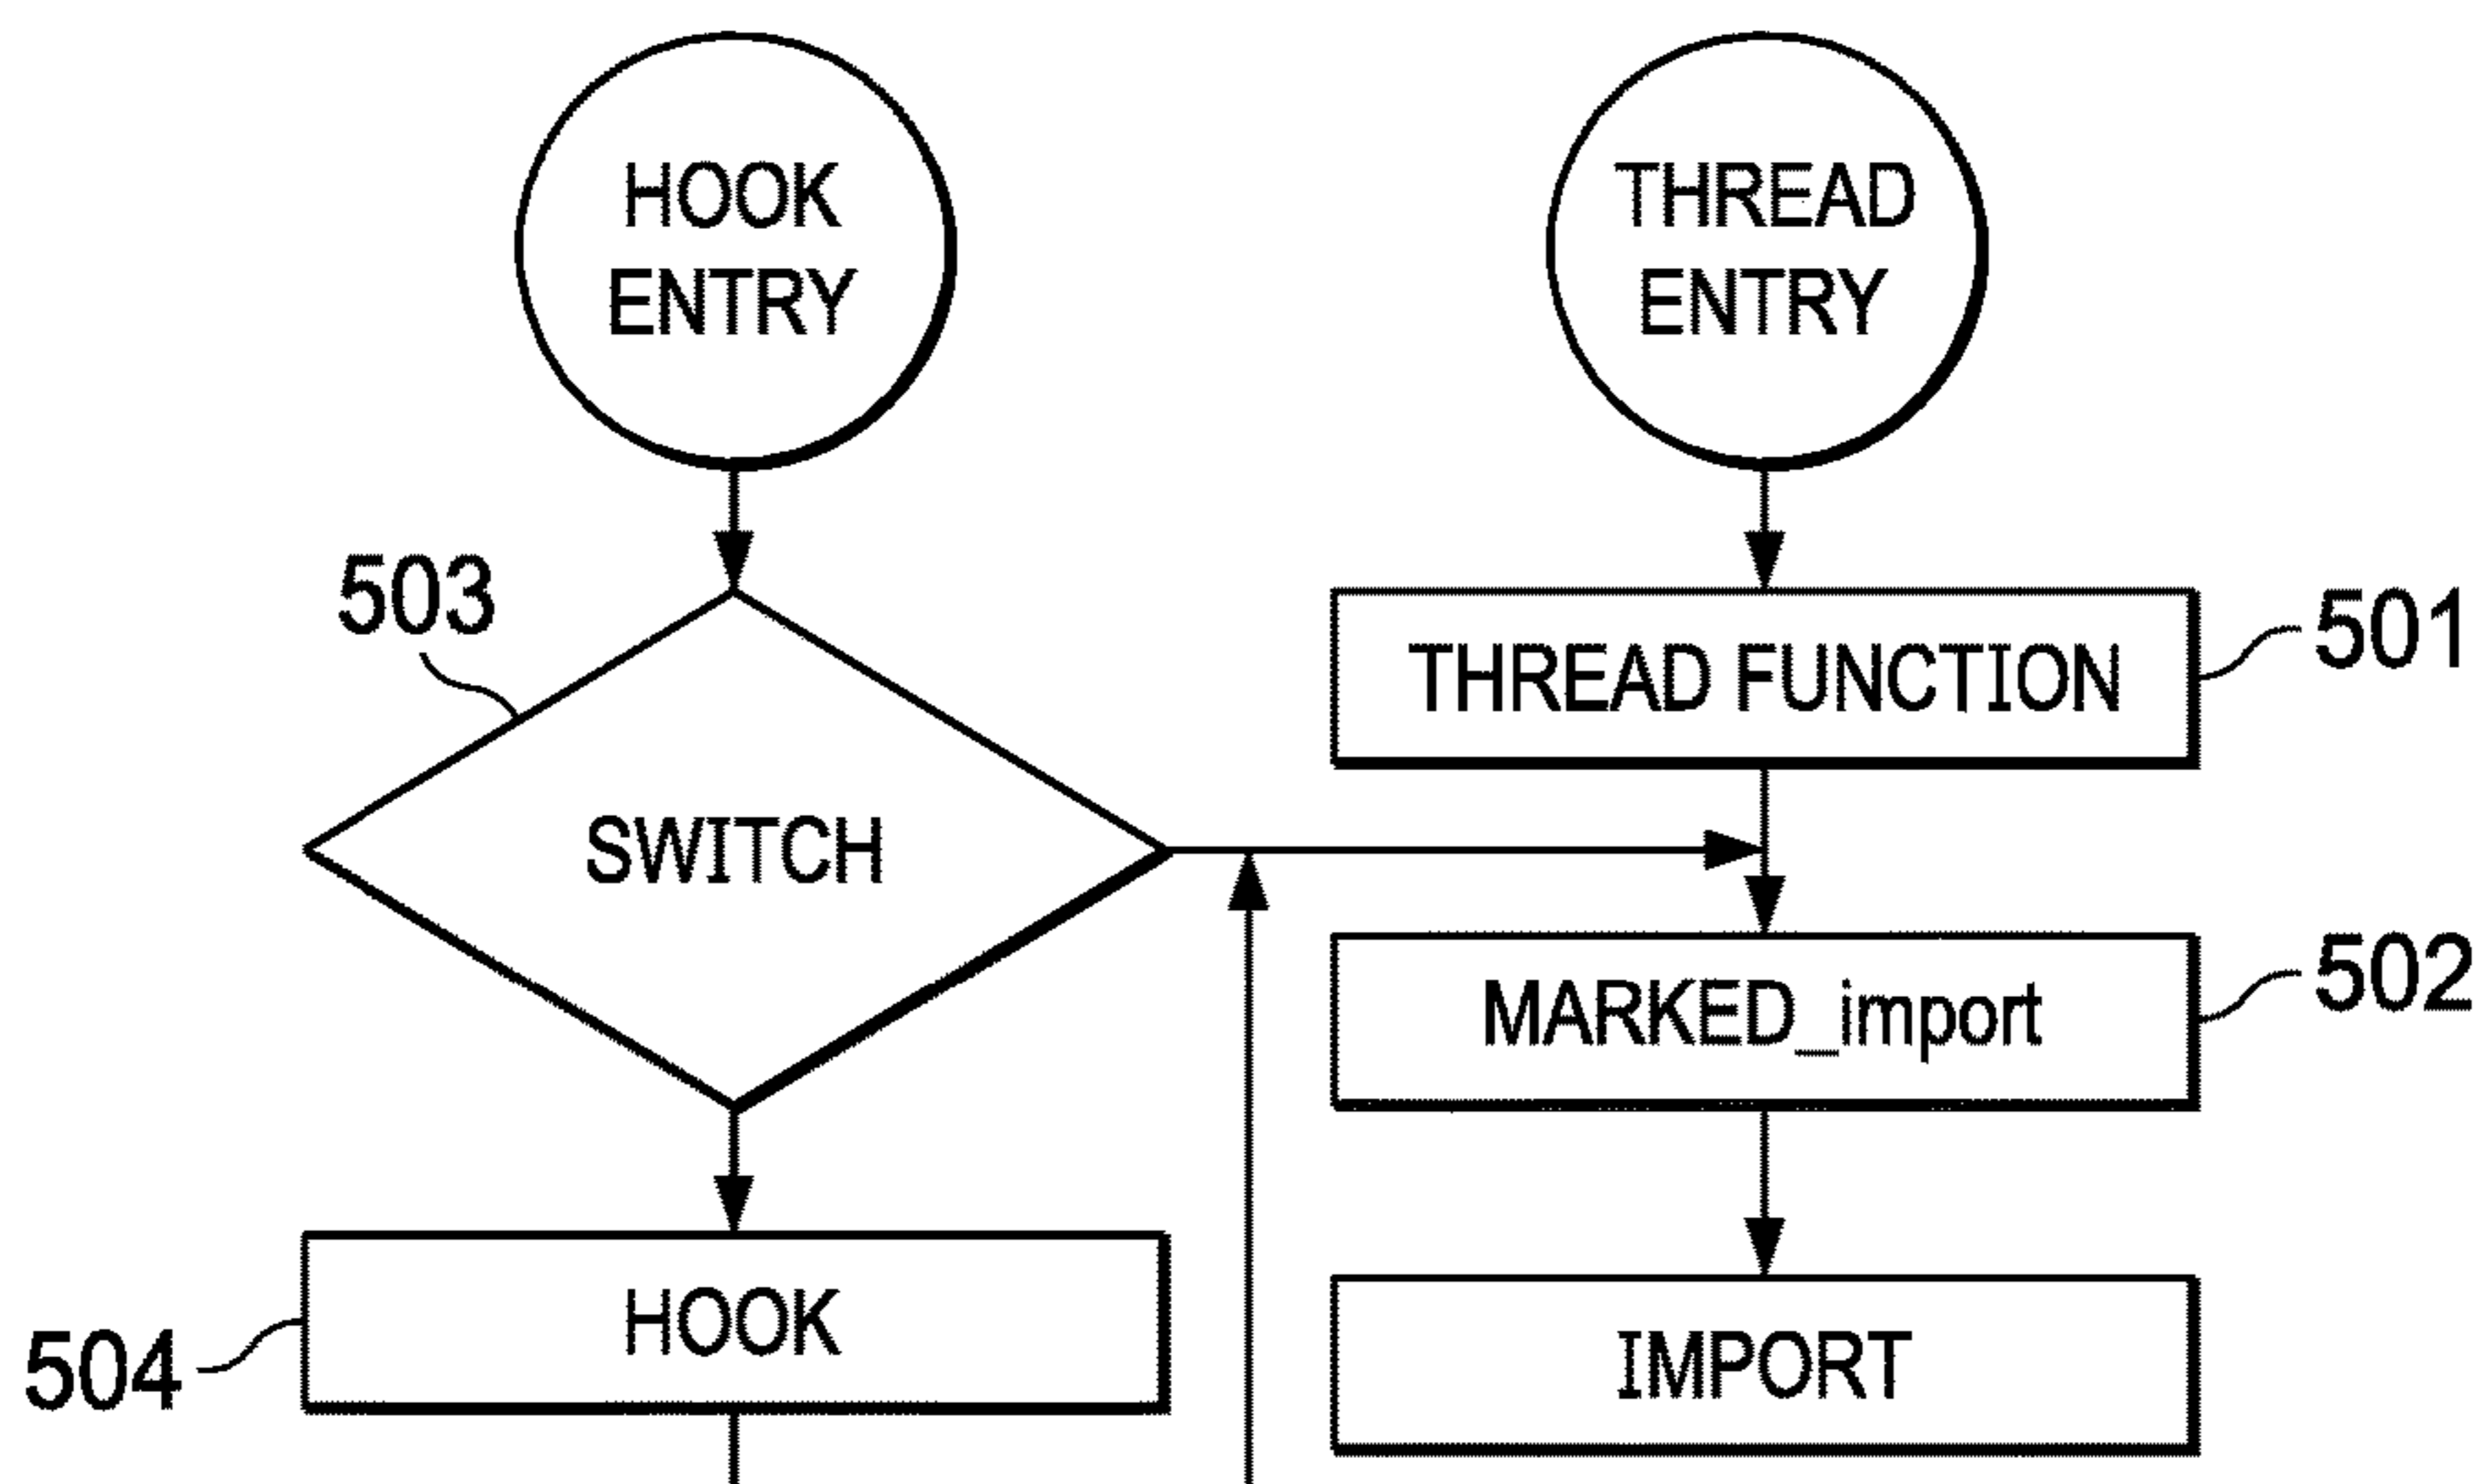 HOOK
ENTRY
THREAD
ENTRY
503
501
THREAD FUNCTION
SWITCH
502
MARKED_import
504
HOOK
IMPORT